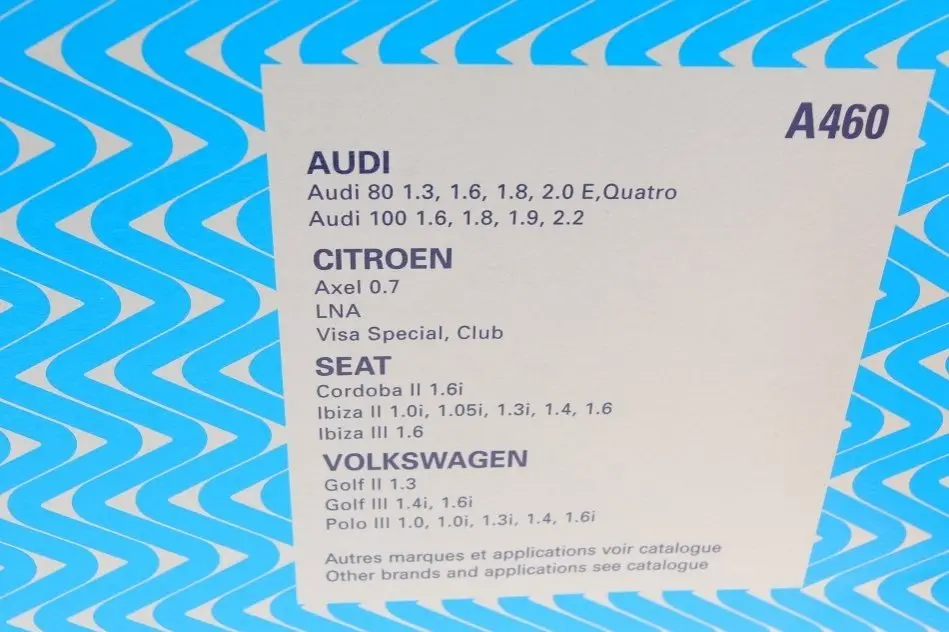 A460
AUDI
Audi 80 1.3, 1.6, 1.8, 2.0 E,Quatro
Audi 100 1.6, 1.8, 1.9, 2.2
CITROEN
Axel 0.7
LNA
Visa Special, Club
SEAT
Cordoba II 1.6i
Ibiza II 1.0i, 1.05i, 1.3i, 1.4, 1.6
Ibiza III 1.6
VOLKSWAGEN
Golf II 1.3
Golf III 1.4i, 1.6i
Polo III 1.0, 1.0i, 1.3i, 1.4, 1.6i
Autres marques et applications voir catalogue
Other brands and applications see catalogue